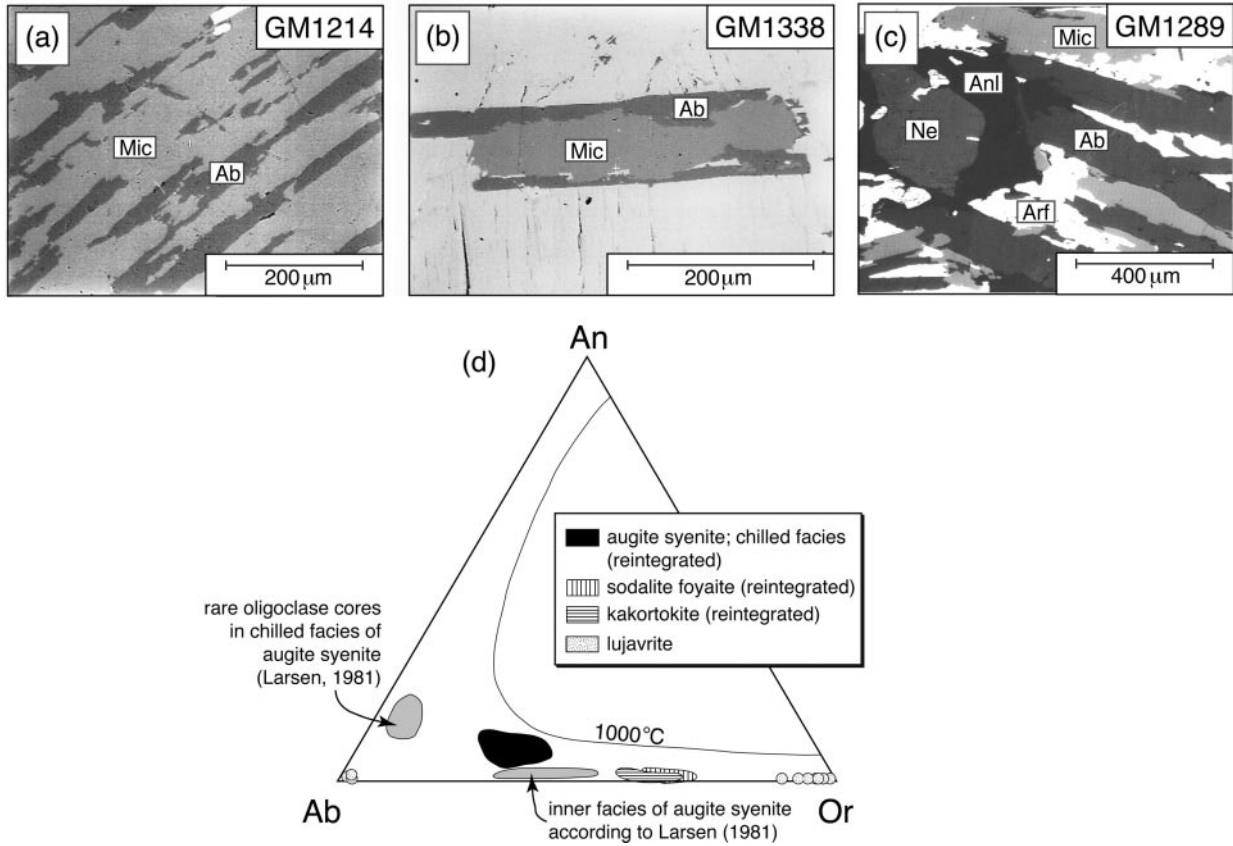 (a)
GM1214
Mic
Ab
200 μm
(b)
GM1338
Ab
Mic
200 μm
(c)
GM1289
Mic
Anl
Ne
Ab
Arf
400 μm
(d)
An
augite syenite; chilled facies
(reintegrated)
sodalite foyaite (reintegrated)
kakortokite (reintegrated)
lujavrite
rare oligoclase cores
in chilled facies of
augite syenite
(Larsen, 1981)
1000°C
Ab
Or
inner facies of augite syenite
according to Larsen (1981)